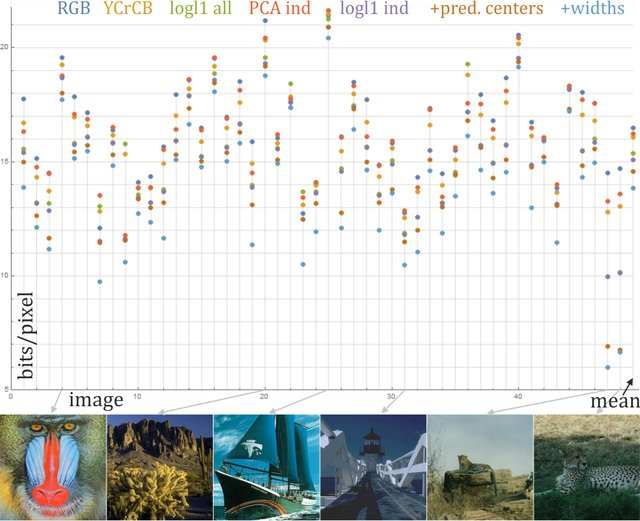 RGB YCrCB logl1 all PCA ind logl1 ind +pred. centers +widths
20
15
10
5
bits/pixel
0 10 20 30 40
image
mean